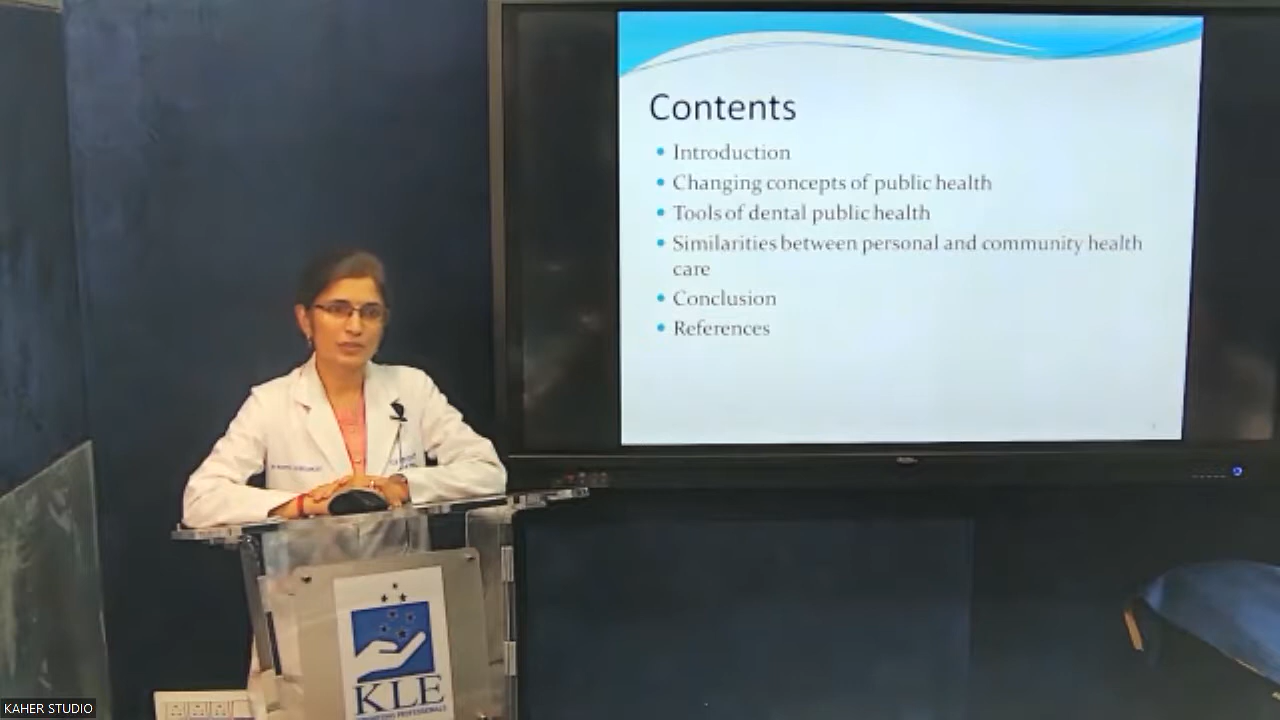 Contents
Introduction
Changing concepts of public health
Tools of dental public health
Similarities between personal and community health
care
Conclusion
References
KLE
KAHER STUDIO